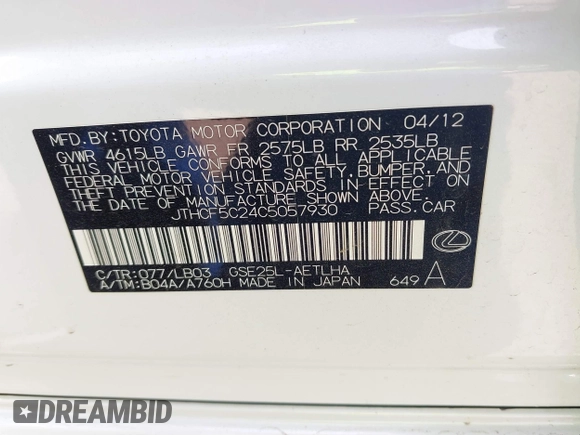 MFD. BY: TOYOTA MOTOR CORPORATION 04/12
GVWR 4615LB GAWR FR 2575LB RR 2535LB
THIS VEHICLE CONFORMS TO ALL APPLICABLE
FEDERAL MOTOR VEHICLE SAFETY, BUMPER, AND
THEFT PREVENTION STANDARDS IN EFFECT ON
THE DATE OF MANUFACTURE SHOWN ABOVE.
JTHCF5C24C5057930 PASS. CAR
C/TR: 077/LB03 GSE25L-AETLHA
A/TM: B04A/A760H MADE IN JAPAN 649 A
DREAMBID